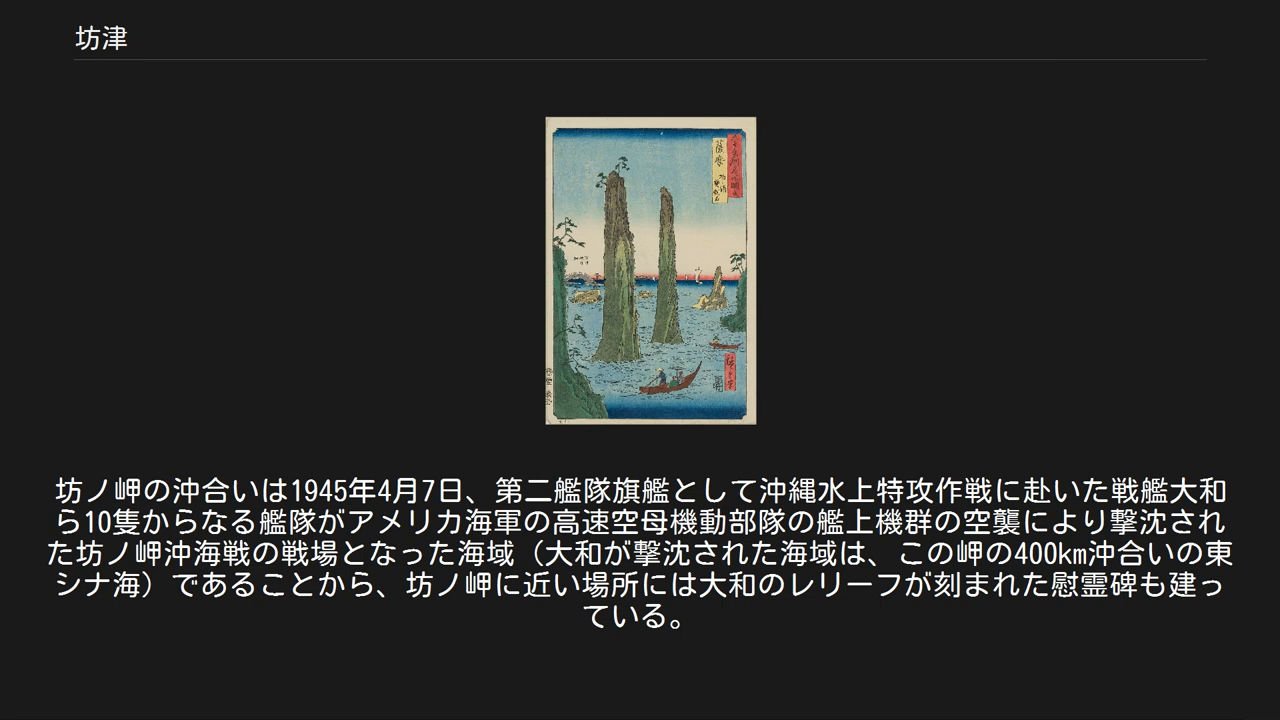 坊津
薩摩
坊ノ岬の沖合いは1945年4月7日、第二艦隊旗艦として沖縄水上特攻作戦に赴いた戦艦大和
ら10隻からなる艦隊がアメリカ海軍の高速空母機動部隊の艦上機群の空襲により撃沈され
た坊ノ岬沖海戦の戦場となった海域（大和が撃沈された海域は、この岬の400km沖合いの東
シナ海）であることから、坊ノ岬に近い場所には大和のレリーフが刻まれた慰霊碑も建っ
ている。